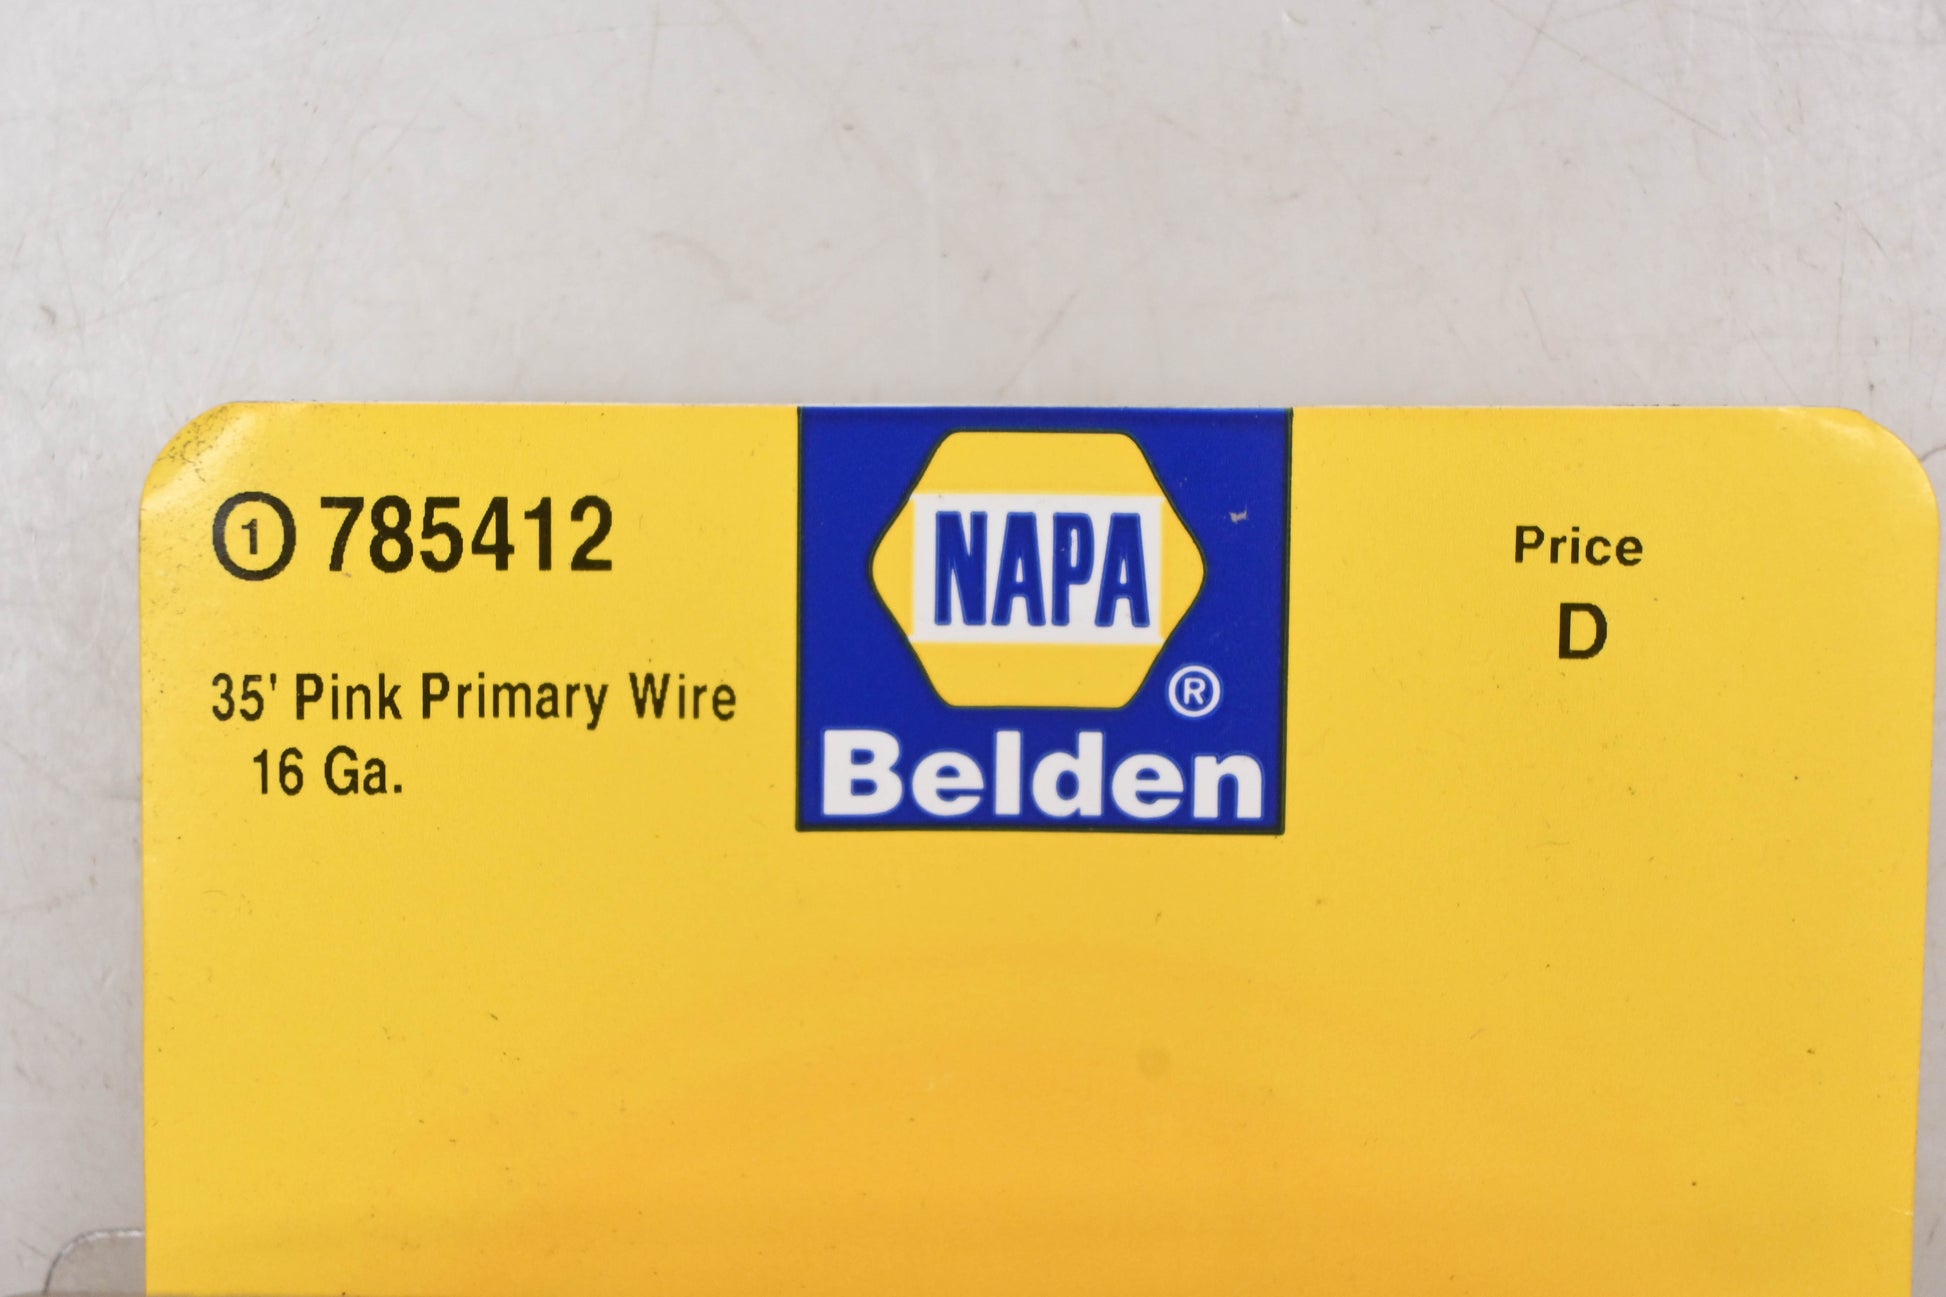 ① 785412
35' Pink Primary Wire
16 Ga.
NAPA
®
Belden
Price
D